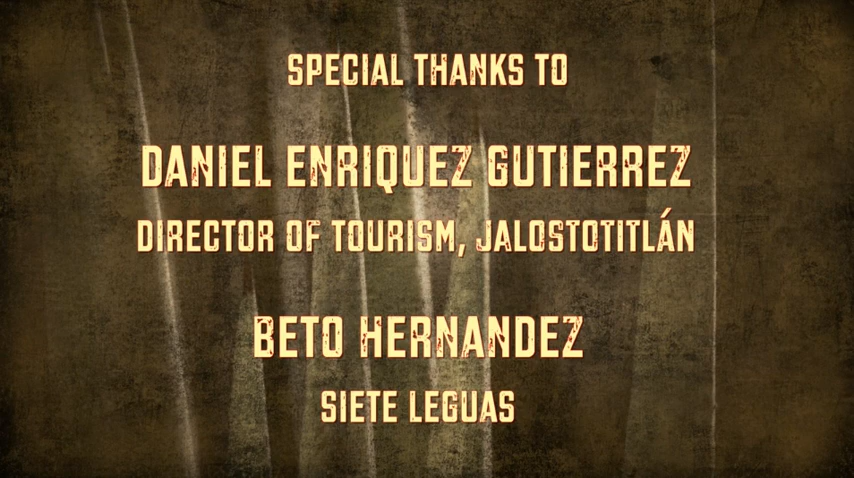 SPECIAL THANKS TO
DANIEL ENRIQUEZ GUTIERREZ
DIRECTOR OF TOURISM, JALOSTOTITLÁN
BETO HERNANDEZ
SIETE LEGUAS